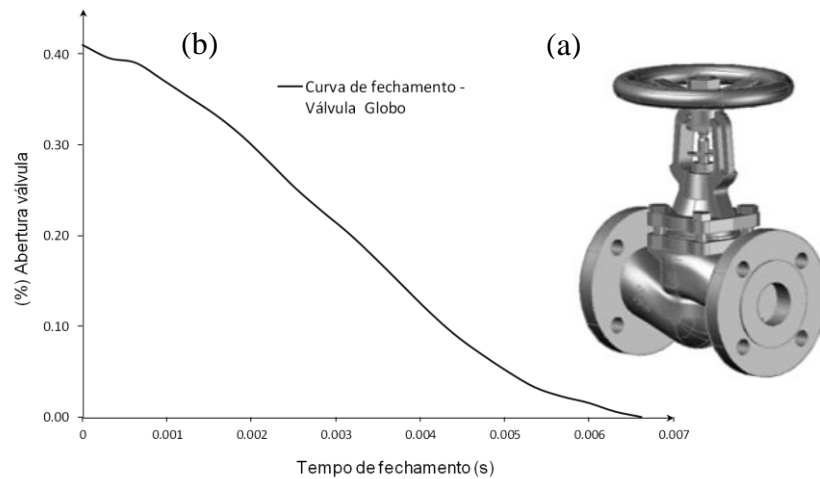 (b)
(a)
0.40
0.30
0.20
0.10
0.00
(%) Abertura válvula
Curva de fechamento -
Válvula Globo
0
0.001
0.002
0.003
0.004
0.005
0.006
0.007
Tempo de fechamento (s)